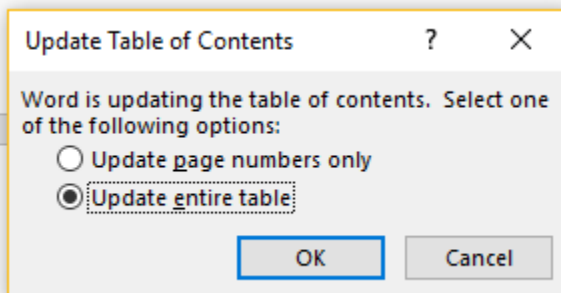 Update Table of Contents ? X
Word is updating the table of contents. Select one
of the following options:
Update page numbers only
Update entire table
OK Cancel